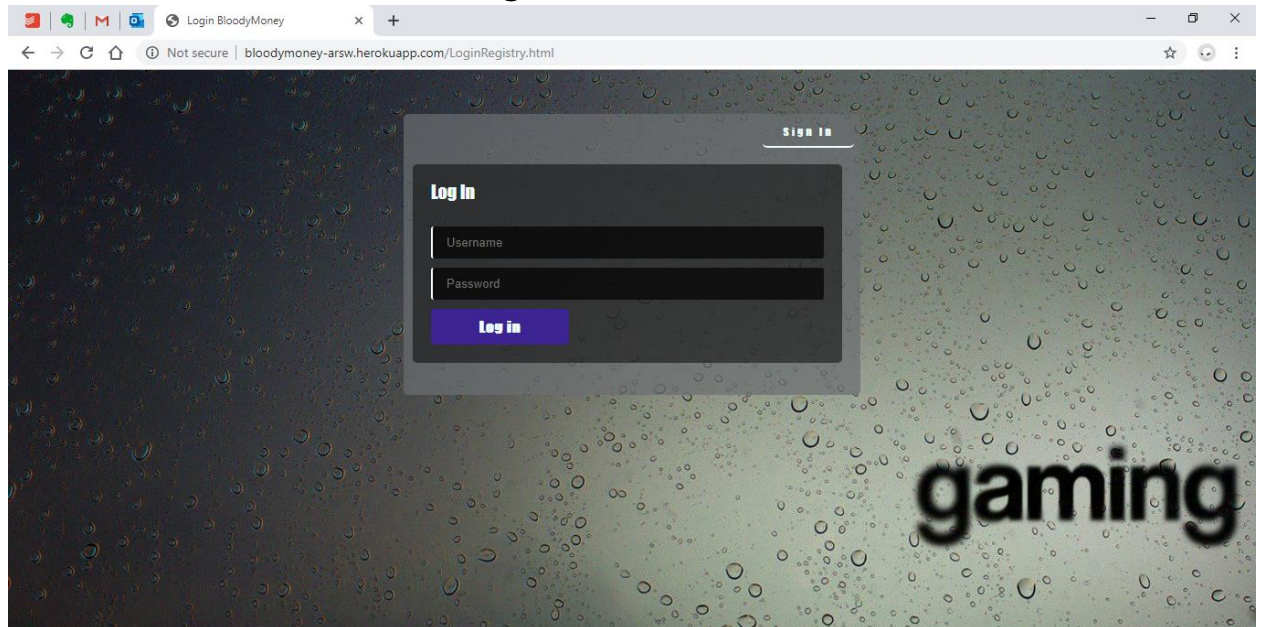 Login BloodyMoney
Not secure | bloodymoney-arsw.herokuapp.com/LoginRegistry.html
Sign In
Log In
Username
Password
Log in
gaming